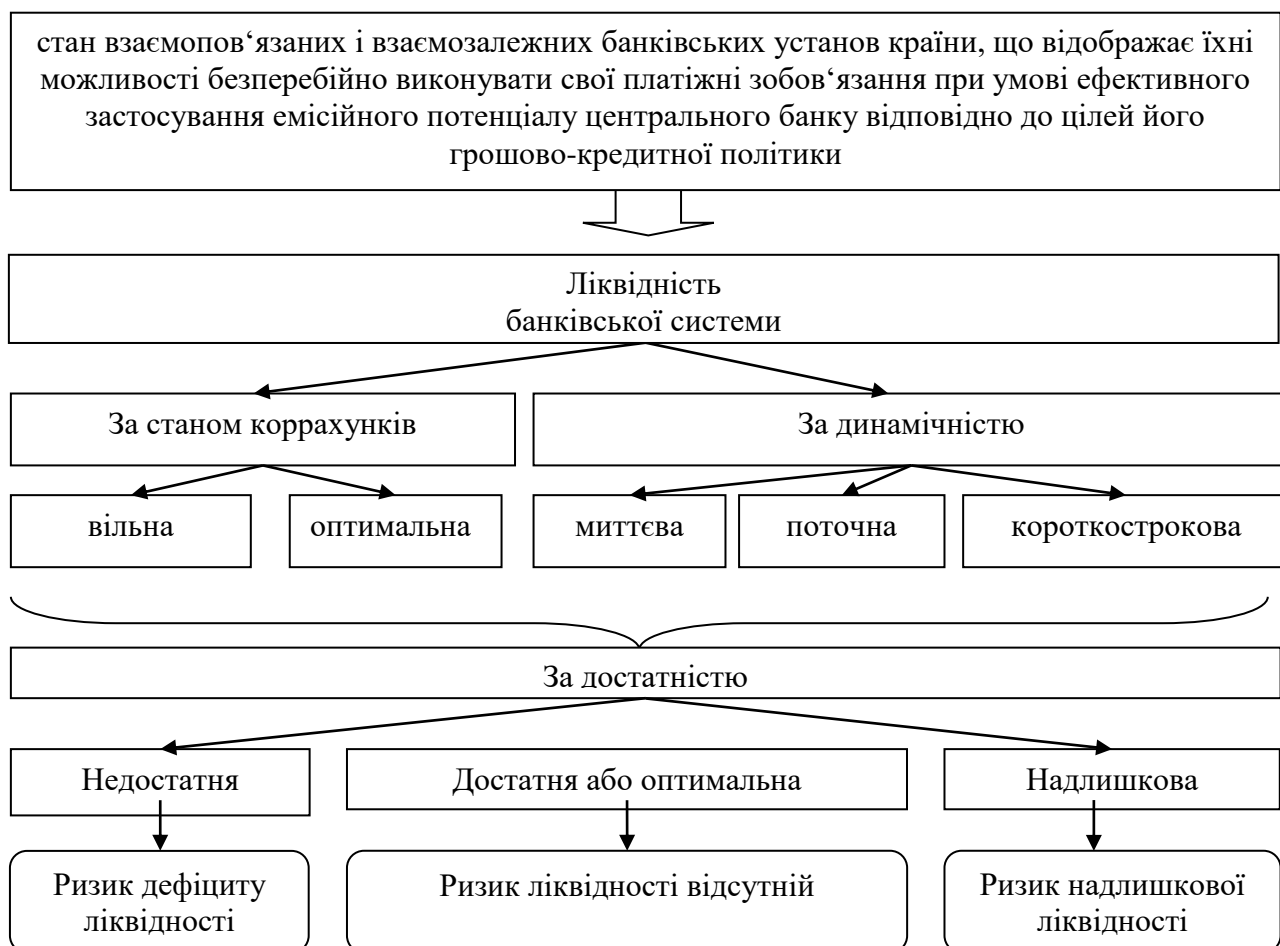 стан взаємопов‘язаних і взаємозалежних банківських установ країни, що відображає їхні
можливості безперебійно виконувати свої платіжні зобов‘язання при умові ефективного
застосування емісійного потенціалу центрального банку відповідно до цілей його
грошово-кредитної політики
Ліквідність
банківської системи
За станом коррахунків
За динамічністю
вільна
оптимальна
миттєва
поточна
короткострокова
За достатністю
Недостатня
Достатня або оптимальна
Надлишкова
Ризик дефіциту
ліквідності
Ризик ліквідності відсутній
Ризик надлишкової
ліквідності